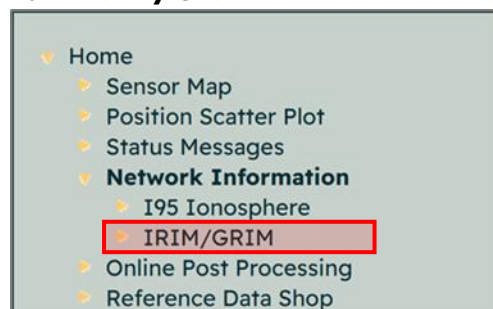 Home
Sensor Map
Position Scatter Plot
Status Messages
Network Information
I95 Ionosphere
IRIM/GRIM
Online Post Processing
Reference Data Shop